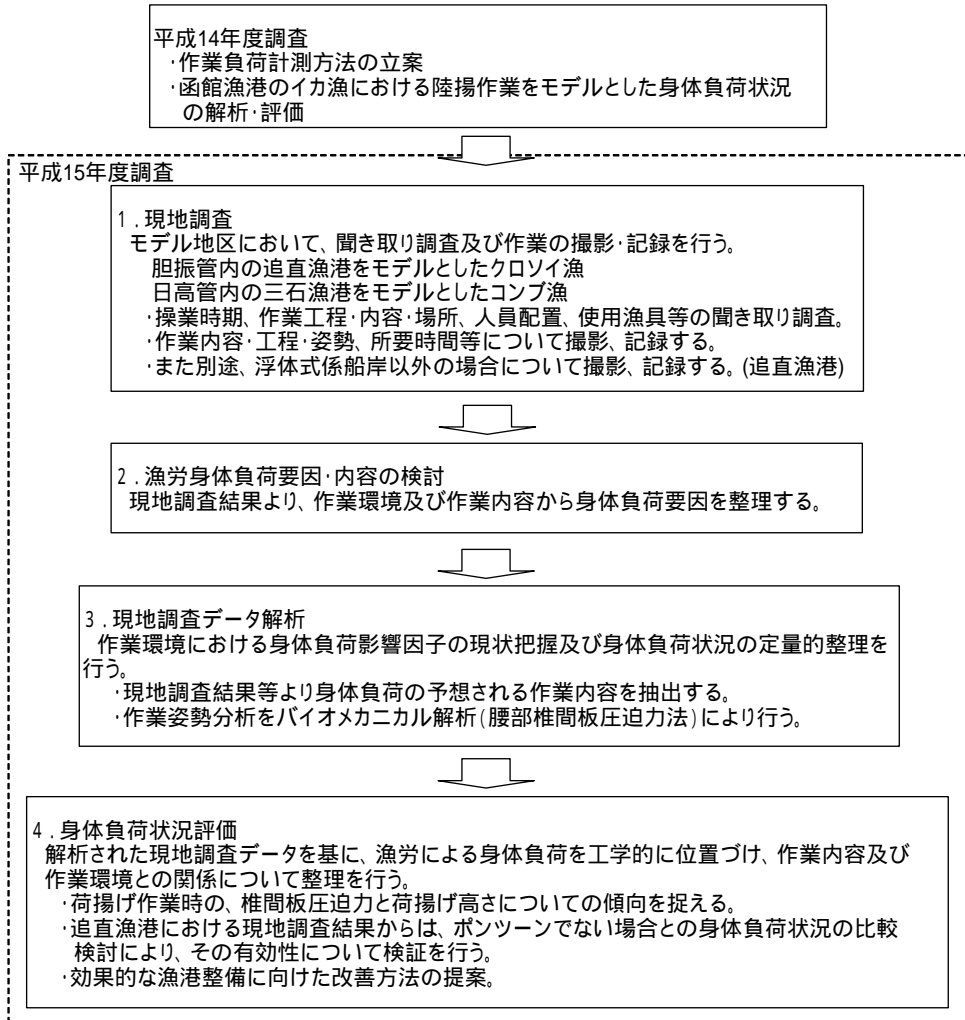 平成14年度調査
・作業負荷計測方法の立案
・函館漁港のイカ漁における陸揚作業をモデルとした身体負荷状況
の解析・評価
平成15年度調査
1．現地調査
モデル地区において、聞き取り調査及び作業の撮影・記録を行う。
胆振管内の追直漁港をモデルとしたクロソイ漁
日高管内の三石漁港をモデルとしたコンブ漁
・操業時期、作業工程・内容・場所、人員配置、使用漁具等の聞き取り調査。
・作業内容・工程・姿勢、所要時間等について撮影、記録する。
・また別途、浮体式係船岸以外の場合について撮影、記録する。(追直漁港)
2．漁労身体負荷要因・内容の検討
現地調査結果より、作業環境及び作業内容から身体負荷要因を整理する。
3．現地調査データ解析
作業環境における身体負荷影響因子の現状把握及び身体負荷状況の定量的整理を
行う。
・現地調査結果等より身体負荷の予想される作業内容を抽出する。
・作業姿勢分析をバイオメカニカル解析(腰部椎間板圧迫力法)により行う。
4．身体負荷状況評価
解析された現地調査データを基に、漁労による身体負荷を工学的に位置づけ、作業内容及び
作業環境との関係について整理を行う。
・荷揚げ作業時の、椎間板圧迫力と荷揚げ高さについての傾向を捉える。
・追直漁港における現地調査結果からは、ポンツーンでない場合との身体負荷状況の比較
検討により、その有効性について検証を行う。
・効果的な漁港整備に向けた改善方法の提案。